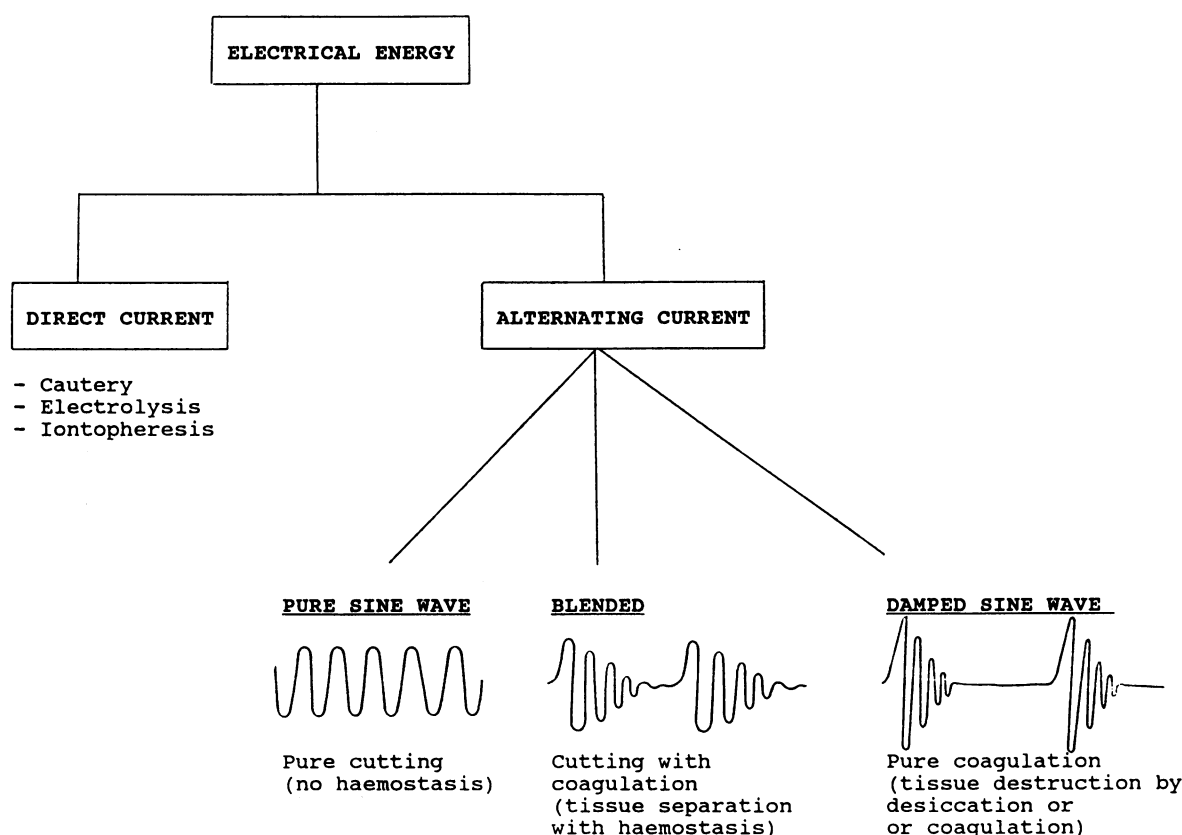 ELECTRICAL ENERGY
DIRECT CURRENT
ALTERNATING CURRENT
- Cautery
- Electrolysis
- Iontopheresis
PURE SINE WAVE
BLENDED
DAMPED SINE WAVE
Pure cutting
(no haemostasis)
Cutting with
coagulation
(tissue separation
with haemostasis)
Pure coagulation
(tissue destruction by
desiccation or
or coagulation)